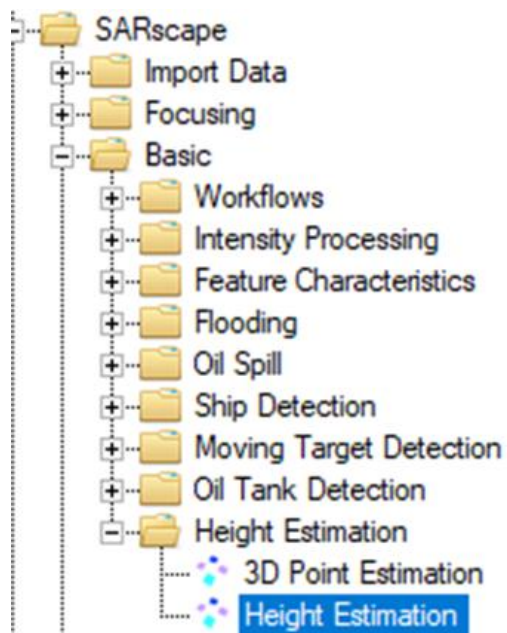 SARscape
Import Data
Focusing
Basic
Workflows
Intensity Processing
Feature Characteristics
Flooding
Oil Spill
Ship Detection
Moving Target Detection
Oil Tank Detection
Height Estimation
3D Point Estimation
Height Estimation